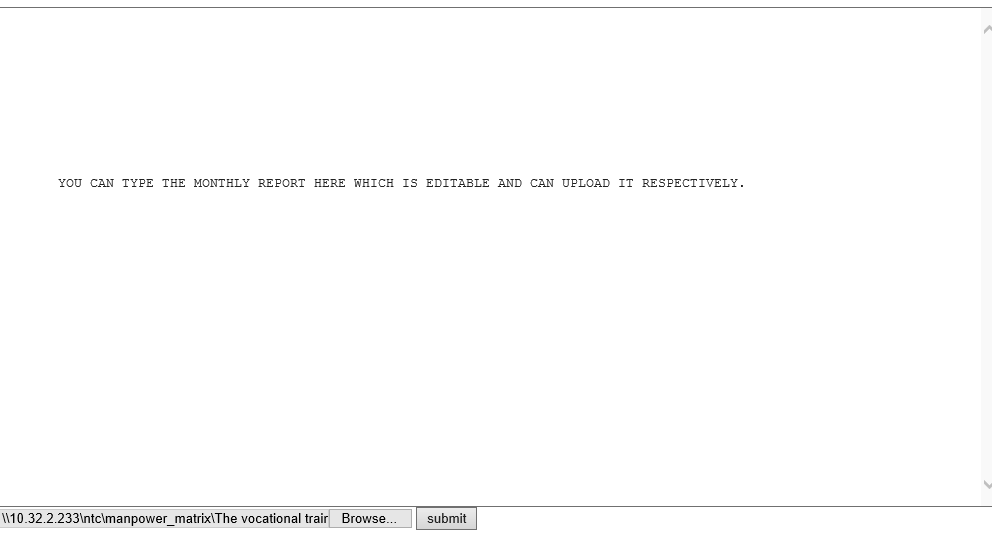 YOU CAN TYPE THE MONTHLY REPORT HERE WHICH IS EDITABLE AND CAN UPLOAD IT RESPECTIVELY.
\\10.32.2.233\ntc\manpower_matrix\The vocational train Browse... submit